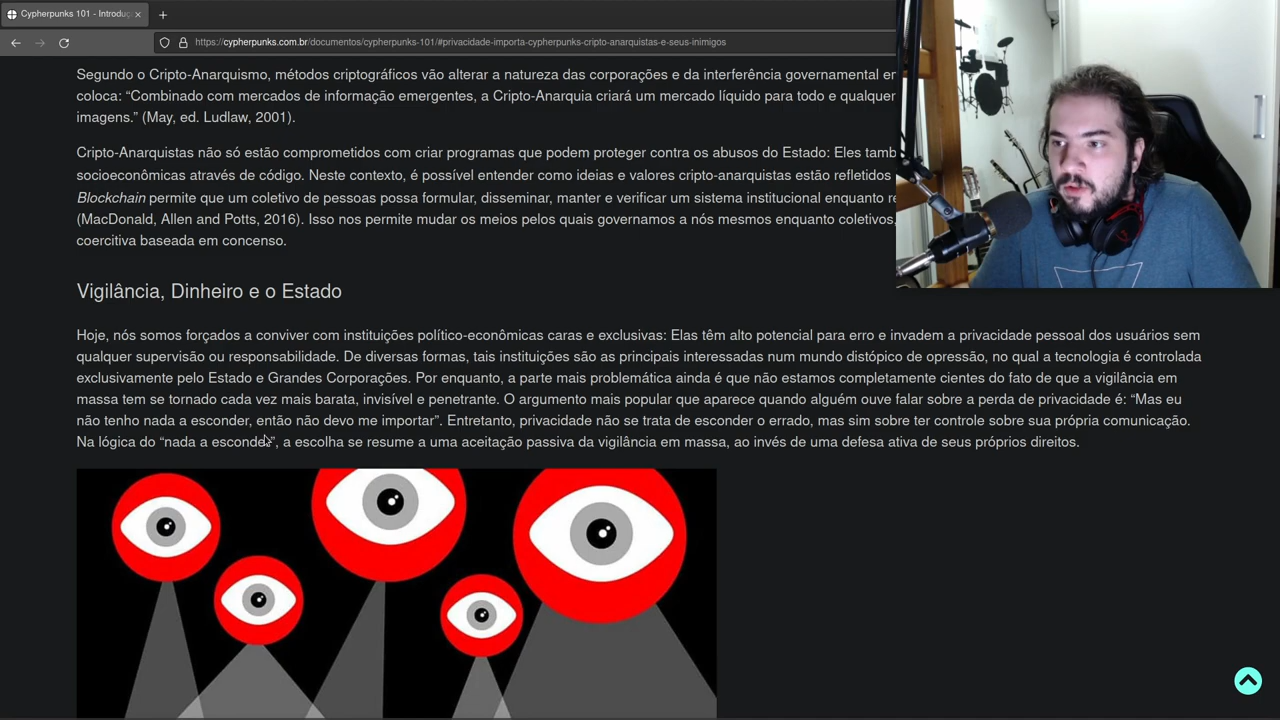 Cypherpunks 101 - Introduç
https://cypherpunks.com.br/documentos/cypherpunks-101/#privacidade-importa-cypherpunks-cripto-anarquistas-e-seus-inimigos
Segundo o Cripto-Anarquismo, métodos criptográficos vão alterar a natureza das corporações e da interferência governamental
coloca: “Combinado com mercados de informação emergentes, a Cripto-Anarquia criará um mercado líquido para todo e qualquer
imagens.” (May, ed. Ludlaw, 2001).
Cripto-Anarquistas não só estão comprometidos com criar programas que podem proteger contra os abusos do Estado: Eles
socioeconômicas através de código. Neste contexto, é possível entender como ideias e valores cripto-anarquistas estão refletidos
Blockchain permite que um coletivo de pessoas possa formular, disseminar, manter e verificar um sistema institucional enquanto
(MacDonald, Allen and Potts, 2016). Isso nos permite mudar os meios pelos quais governamos a nós mesmos enquanto coletivos,
coercitiva baseada em concenso.
Vigilância, Dinheiro e o Estado
Hoje, nós somos forçados a conviver com instituições político-econômicas caras e exclusivas: Elas têm alto potencial para erro e invadem a privacidade pessoal dos usuários sem
qualquer supervisão ou responsabilidade. De diversas formas, tais instituições são as principais interessadas num mundo distópico de opressão, no qual a tecnologia é controlada
exclusivamente pelo Estado e Grandes Corporações. Por enquanto, a parte mais problemática ainda é que não estamos completamente cientes do fato de que a vigilância em
massa tem se tornado cada vez mais barata, invisível e penetrante. O argumento mais popular que aparece quando alguém ouve falar sobre a perda de privacidade é: “Mas eu
não tenho nada a esconder, então não devo me importar”. Entretanto, privacidade não se trata de esconder o errado, mas sim sobre ter controle sobre sua própria comunicação.
Na lógica do “nada a esconder”, a escolha se resume a uma aceitação passiva da vigilância em massa, ao invés de uma defesa ativa de seus próprios direitos.